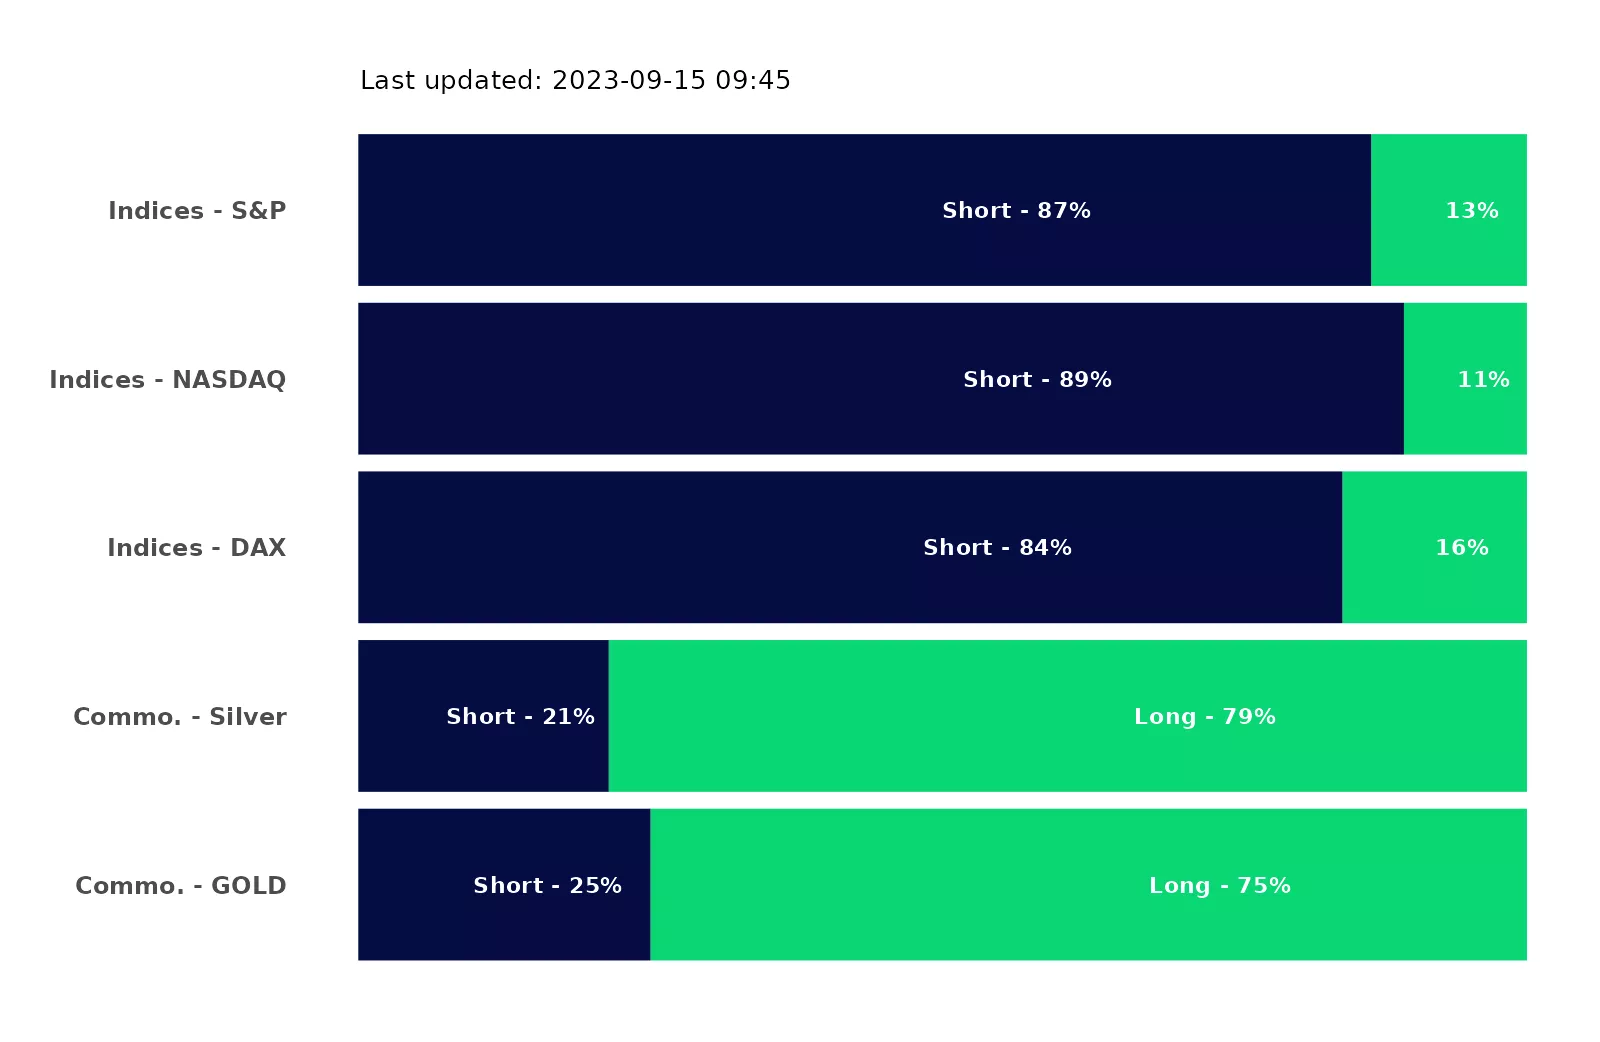 Last updated: 2023-09-15 09:45
Indices - S&P Short - 87% 13%
Indices - NASDAQ Short - 89% 11%
Indices - DAX Short - 84% 16%
Commo. - Silver Short - 21% Long - 79%
Commo. - GOLD Short - 25% Long - 75%